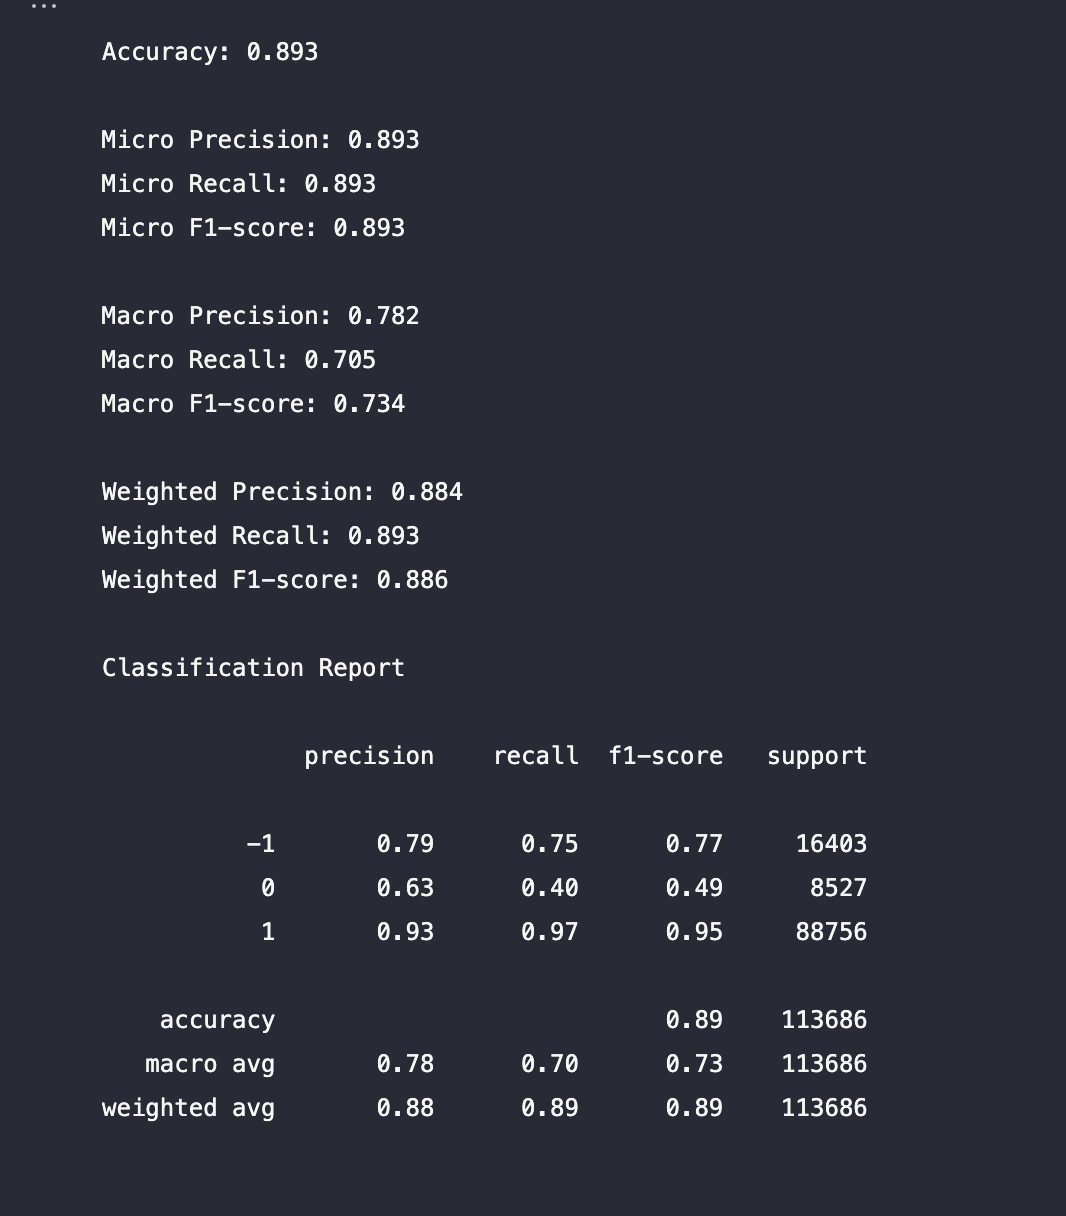 ...
Accuracy: 0.893
Micro Precision: 0.893
Micro Recall: 0.893
Micro F1-score: 0.893
Macro Precision: 0.782
Macro Recall: 0.705
Macro F1-score: 0.734
Weighted Precision: 0.884
Weighted Recall: 0.893
Weighted F1-score: 0.886
Classification Report
precision recall f1-score support
-1 0.79 0.75 0.77 16403
0 0.63 0.40 0.49 8527
1 0.93 0.97 0.95 88756
accuracy 0.89 113686
macro avg 0.78 0.70 0.73 113686
weighted avg 0.88 0.89 0.89 113686